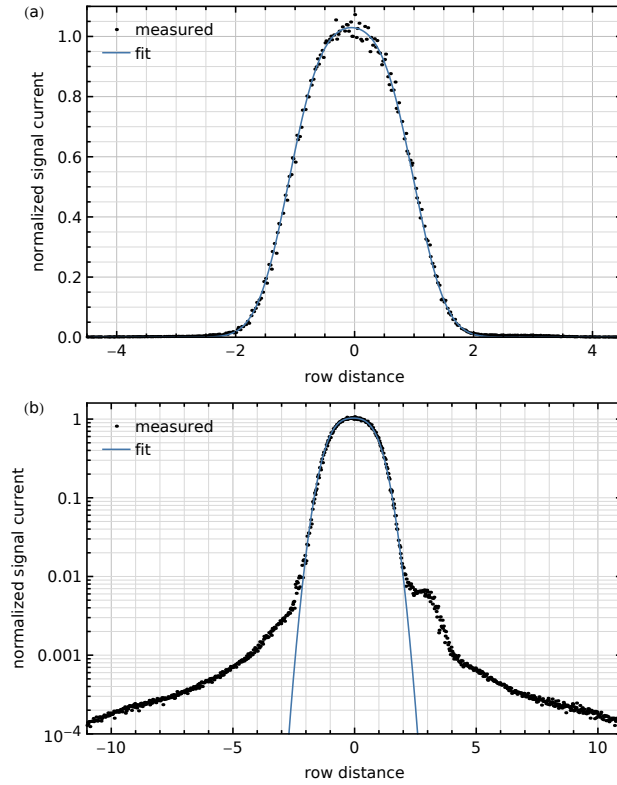 (a)
measured
fit
normalized signal current
1.0
0.8
0.6
0.4
0.2
0.0
−4 −2 0 2 4
row distance
(b)
measured
fit
normalized signal current
1
0.1
0.01
0.001
10⁻⁴
−10 −5 0 5 10
row distance